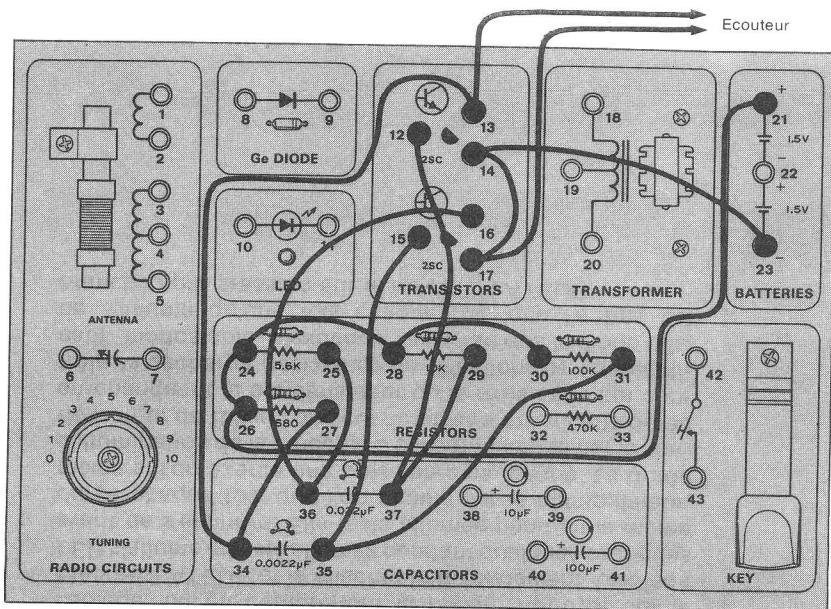 Ecouteur
1
2
3
4
5
ANTENNA
6
7
0 1 2 3 4 5 6 7 8 9 10
TUNING
RADIO CIRCUITS
8
9
Ge DIODE
10
11
LED
12
13
2SC
14
15
16
17
2SC
TRANSISTORS
18
19
20
TRANSFORMER
+
21
1.5V
−
22
+
1.5V
−
23
BATTERIES
24
5.6K
25
28
10K
29
30
100K
31
26
680
27
32
470K
33
RESISTORS
36
0.022µF
37
38
+
10µF
39
34
0.0022µF
35
40
+
100µF
41
CAPACITORS
42
43
KEY